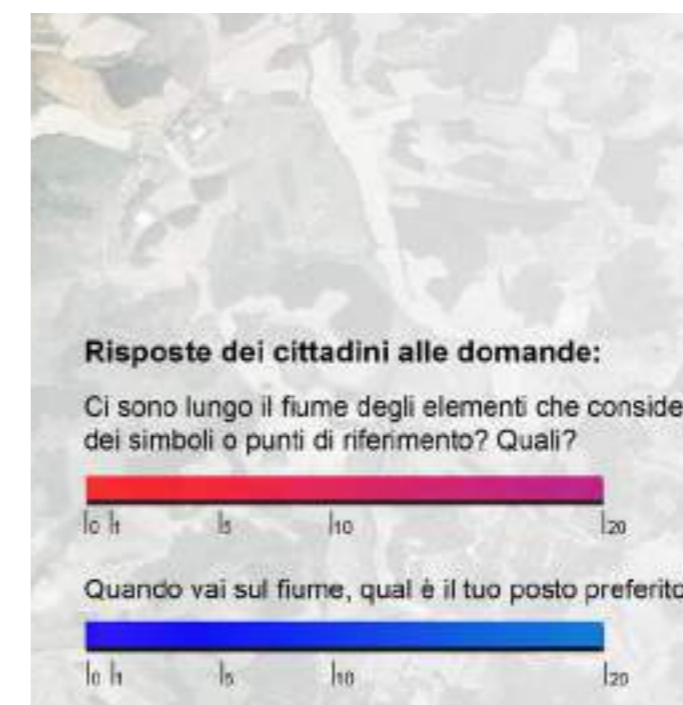 Risposte dei cittadini alle domande:
Ci sono lungo il fiume degli elementi che conside
dei simboli o punti di riferimento? Quali?
0 1 5 10 20
Quando vai sul fiume, qual è il tuo posto preferito
0 1 5 10 20